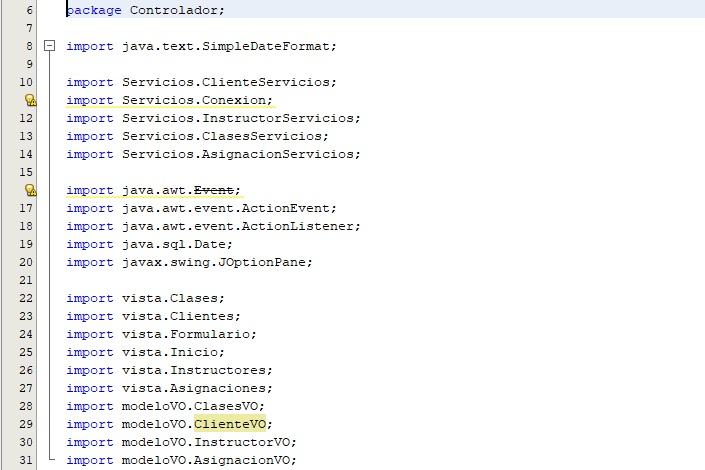 6 package Controlador;
7
8 import java.text.SimpleDateFormat;
9
10 import Servicios.ClienteServicios;
import Servicios.Conexion;
12 import Servicios.InstructorServicios;
13 import Servicios.ClasesServicios;
14 import Servicios.AsignacionServicios;
15
import java.awt.Event;
17 import java.awt.event.ActionEvent;
18 import java.awt.event.ActionListener;
19 import java.sql.Date;
20 import javax.swing.JOptionPane;
21
22 import vista.Clases;
23 import vista.Clientes;
24 import vista.Formulario;
25 import vista.Inicio;
26 import vista.Instructores;
27 import vista.Asignaciones;
28 import modeloVO.ClasesVO;
29 import modeloVO.ClienteVO;
30 import modeloVO.InstructorVO;
31 import modeloVO.AsignacionVO;